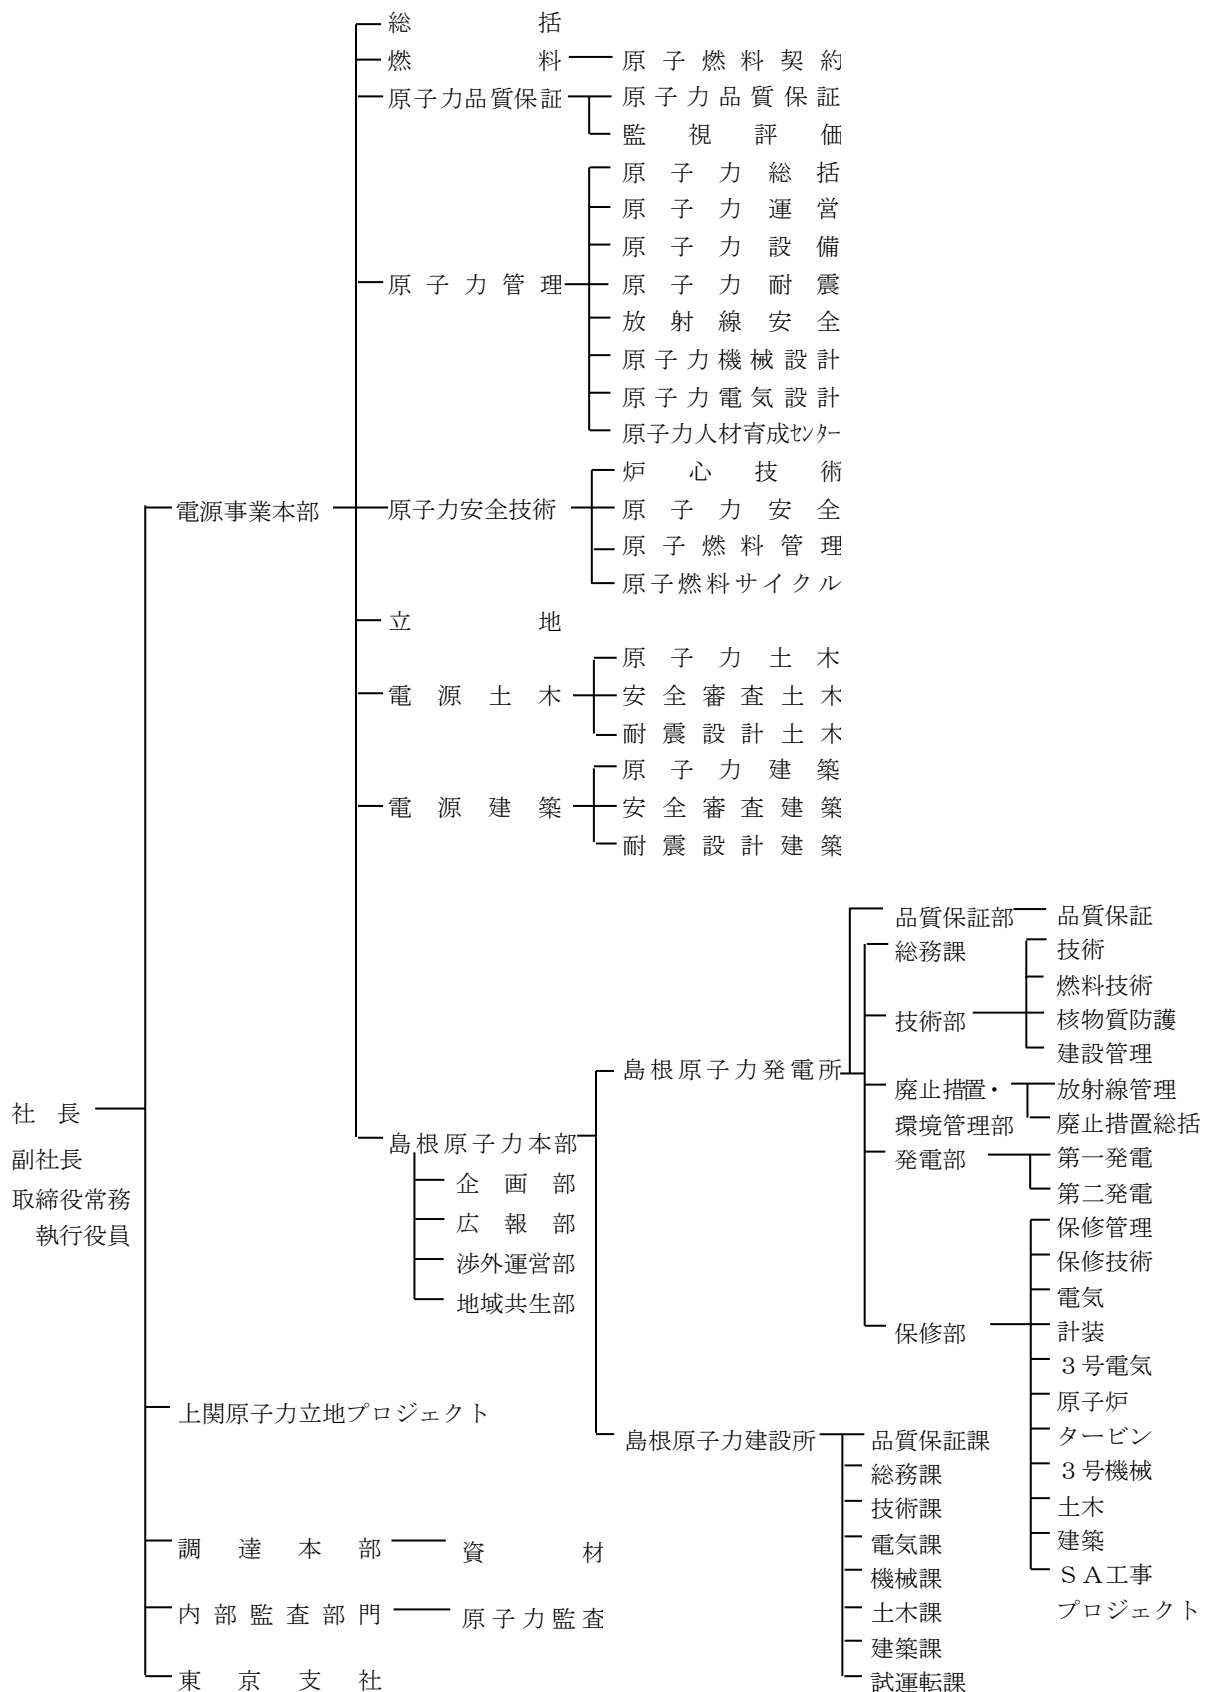 総括
燃料
原子燃料契約
原子力品質保証
原子力品質保証
監視評価
原子力管理
原子力総括
原子力運営
原子力設備
原子力耐震
放射線安全
原子力機械設計
原子力電気設計
原子力人材育成ｾﾝﾀｰ
電源事業本部
原子力安全技術
炉心技術
原子力安全
原子燃料管理
原子燃料サイクル
立地
電源土木
原子力土木
安全審査土木
耐震設計土木
電源建築
原子力建築
安全審査建築
耐震設計建築
社長
副社長
取締役常務
執行役員
島根原子力本部
企画部
広報部
渉外運営部
地域共生部
島根原子力発電所
品質保証部
品質保証
総務課
技術部
技術
燃料技術
核物質防護
建設管理
廃止措置・
環境管理部
放射線管理
廃止措置総括
発電部
第一発電
第二発電
保修部
保修管理
保修技術
電気
計装
３号電気
原子炉
タービン
３号機械
土木
建築
ＳＡ工事
プロジェクト
島根原子力建設所
品質保証課
総務課
技術課
電気課
機械課
土木課
建築課
試運転課
上関原子力立地プロジェクト
調達本部
資材
内部監査部門
原子力監査
東京支社